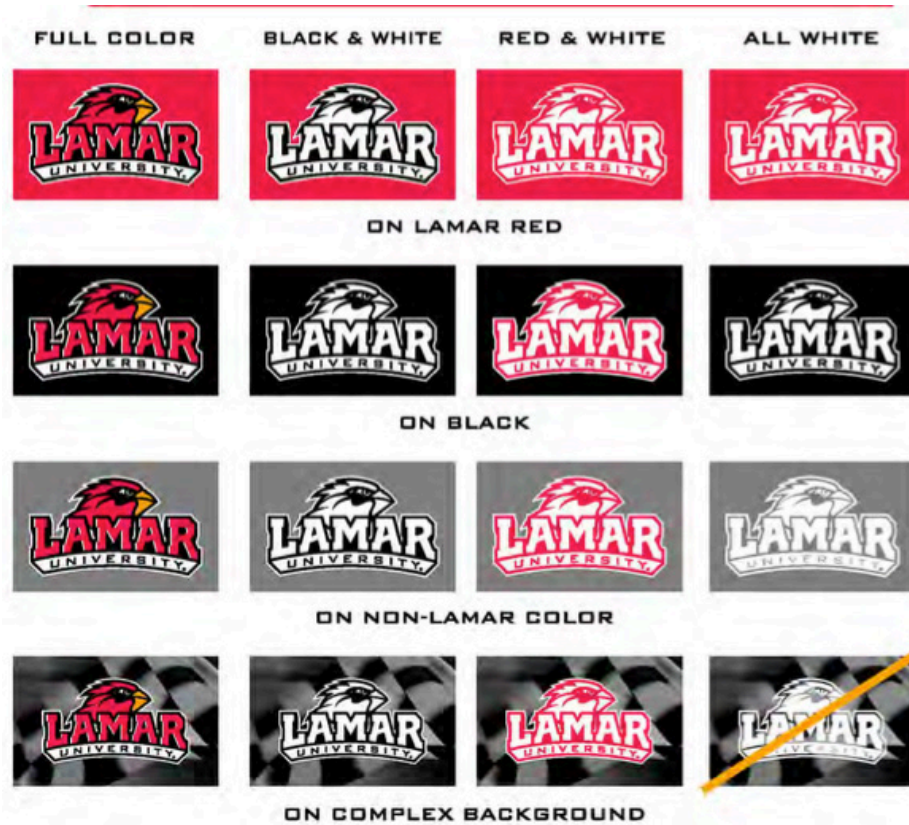 FULL COLOR BLACK & WHITE RED & WHITE ALL WHITE
LAMAR LAMAR LAMAR LAMAR
UNIVERSITY UNIVERSITY UNIVERSITY UNIVERSITY
ON LAMAR RED
LAMAR LAMAR LAMAR LAMAR
UNIVERSITY UNIVERSITY UNIVERSITY UNIVERSITY
ON BLACK
LAMAR LAMAR LAMAR LAMAR
UNIVERSITY UNIVERSITY UNIVERSITY UNIVERSITY
ON NON-LAMAR COLOR
LAMAR LAMAR LAMAR LAMAR
UNIVERSITY UNIVERSITY UNIVERSITY UNIVERSITY
ON COMPLEX BACKGROUND